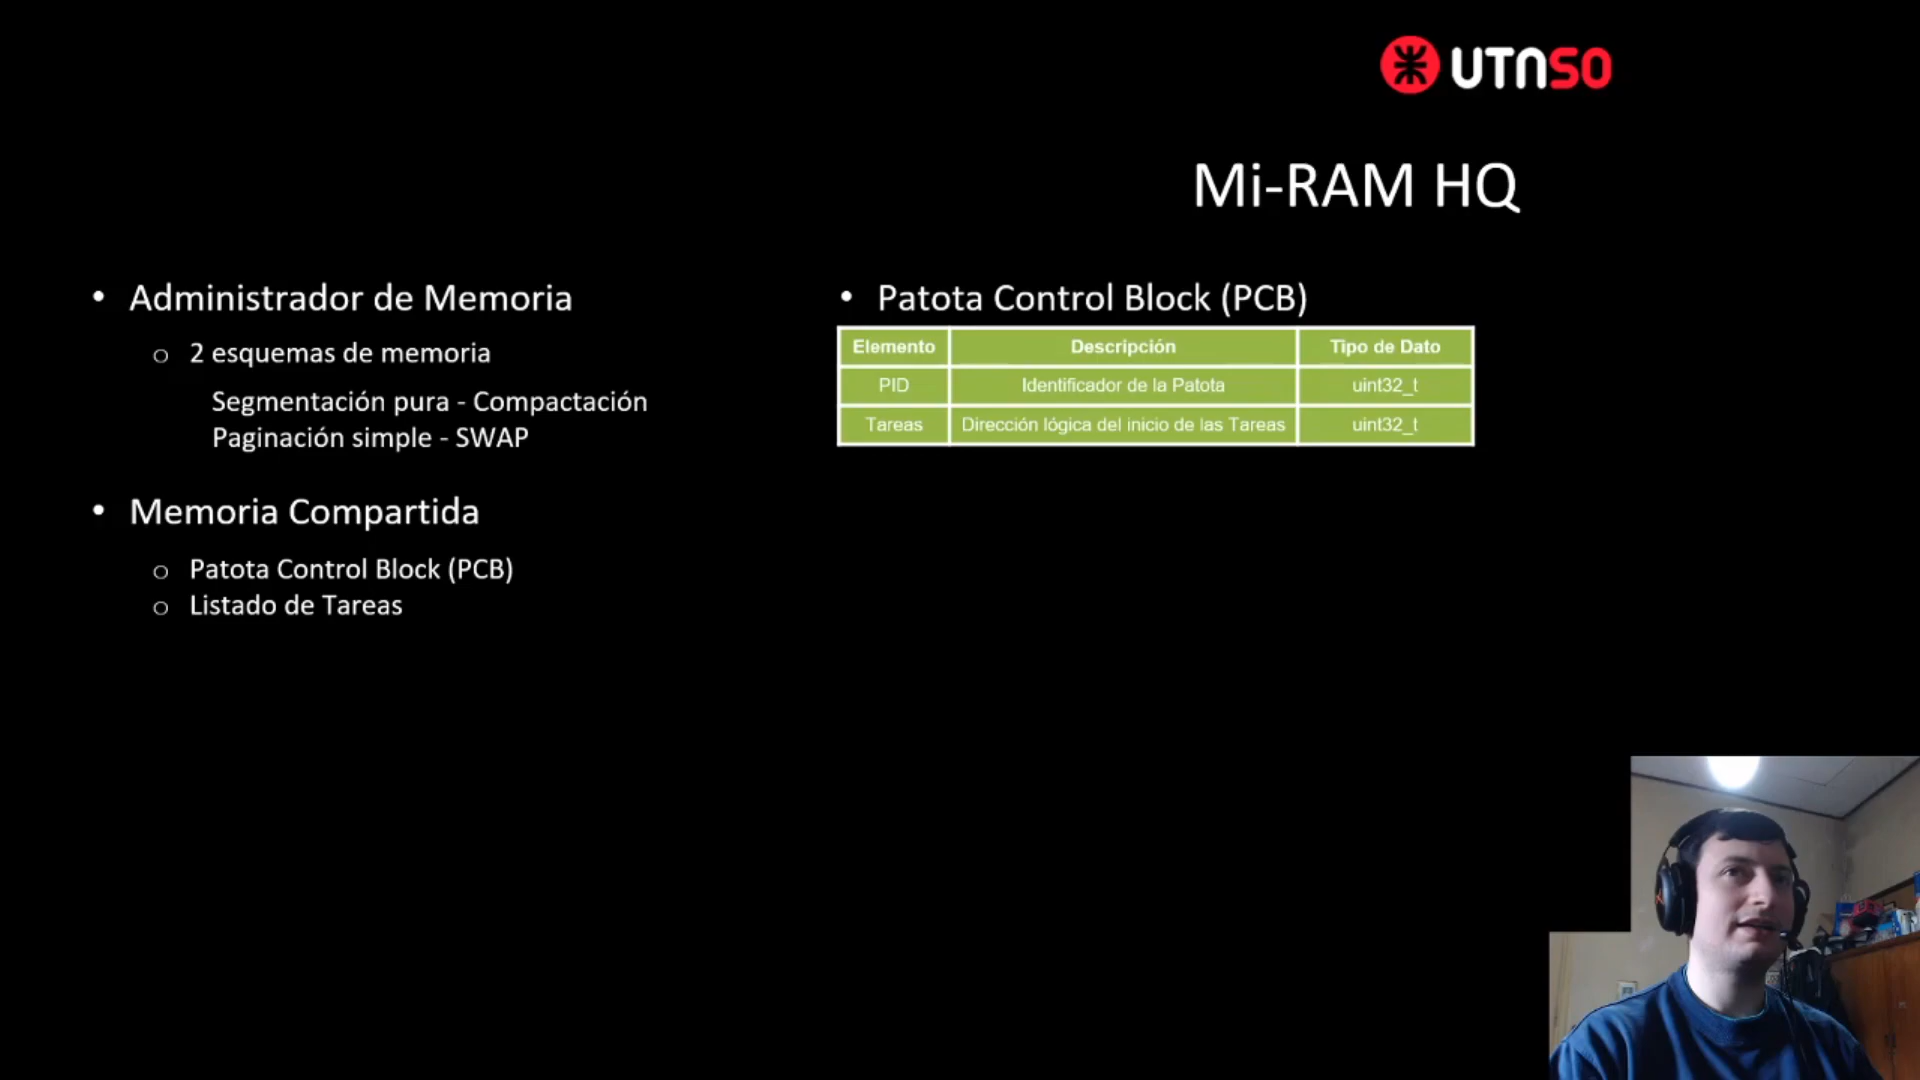 UTNSO
Mi-RAM HQ
• Administrador de Memoria
o 2 esquemas de memoria
Segmentación pura - Compactación
Paginación simple - SWAP
• Memoria Compartida
o Patota Control Block (PCB)
o Listado de Tareas
• Patota Control Block (PCB)
Elemento Descripción Tipo de Dato
PID Identificador de la Patota uint32_t
Tareas Dirección lógica del inicio de las Tareas uint32_t